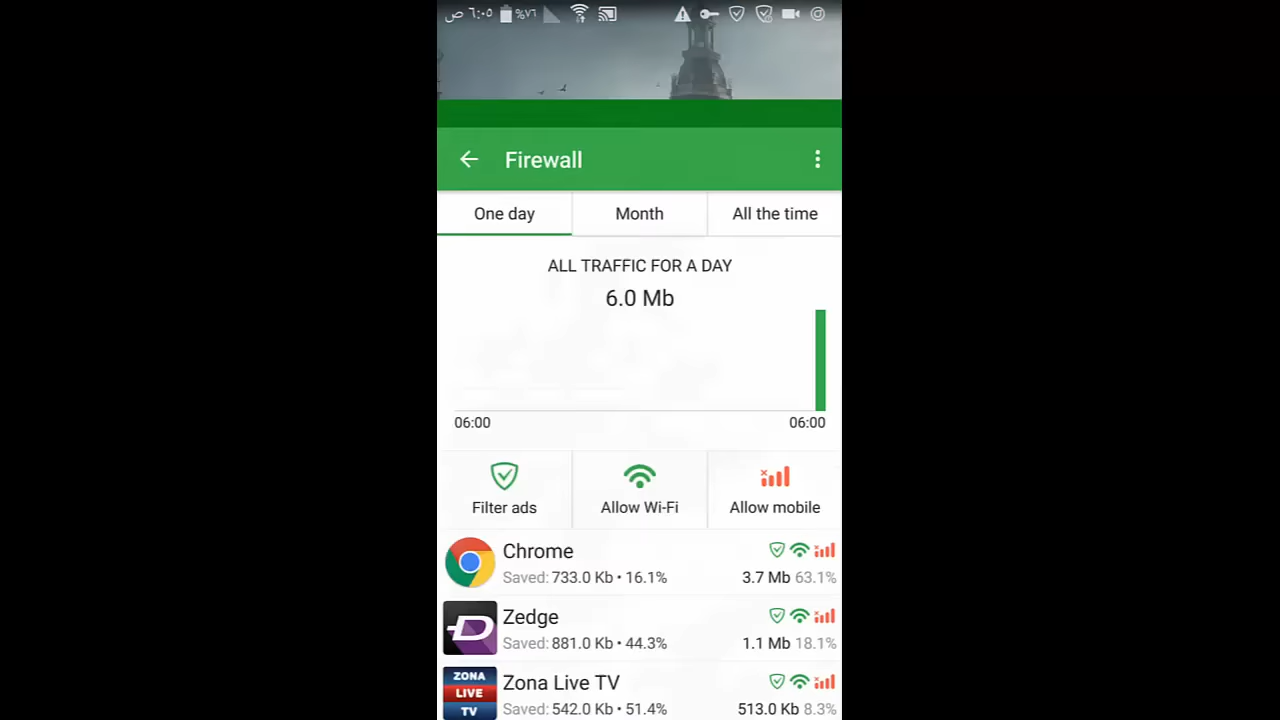 ص ٦:٠٥ %٧٦
Firewall
One day Month All the time
ALL TRAFFIC FOR A DAY
6.0 Mb
06:00 06:00
Filter ads Allow Wi-Fi Allow mobile
Chrome
Saved: 733.0 Kb • 16.1% 3.7 Mb 63.1%
Zedge
Saved: 881.0 Kb • 44.3% 1.1 Mb 18.1%
ZONA LIVE TV
Zona Live TV
Saved: 542.0 Kb • 51.4% 513.0 Kb 8.3%